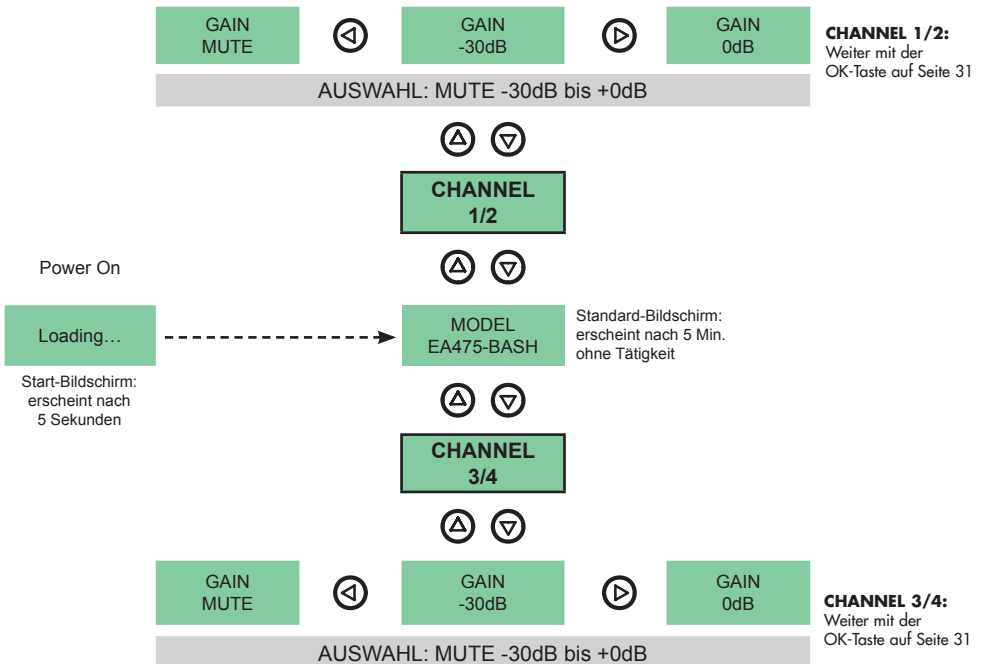 GAIN
MUTE
GAIN
-30dB
GAIN
0dB
CHANNEL 1/2:
Weiter mit der
OK-Taste auf Seite 31
AUSWAHL: MUTE -30dB bis +0dB
CHANNEL
1/2
Power On
Loading…
MODEL
EA475-BASH
Standard-Bildschirm:
erscheint nach 5 Min.
ohne Tätigkeit
Start-Bildschirm:
erscheint nach
5 Sekunden
CHANNEL
3/4
GAIN
MUTE
GAIN
-30dB
GAIN
0dB
CHANNEL 3/4:
Weiter mit der
OK-Taste auf Seite 31
AUSWAHL: MUTE -30dB bis +0dB